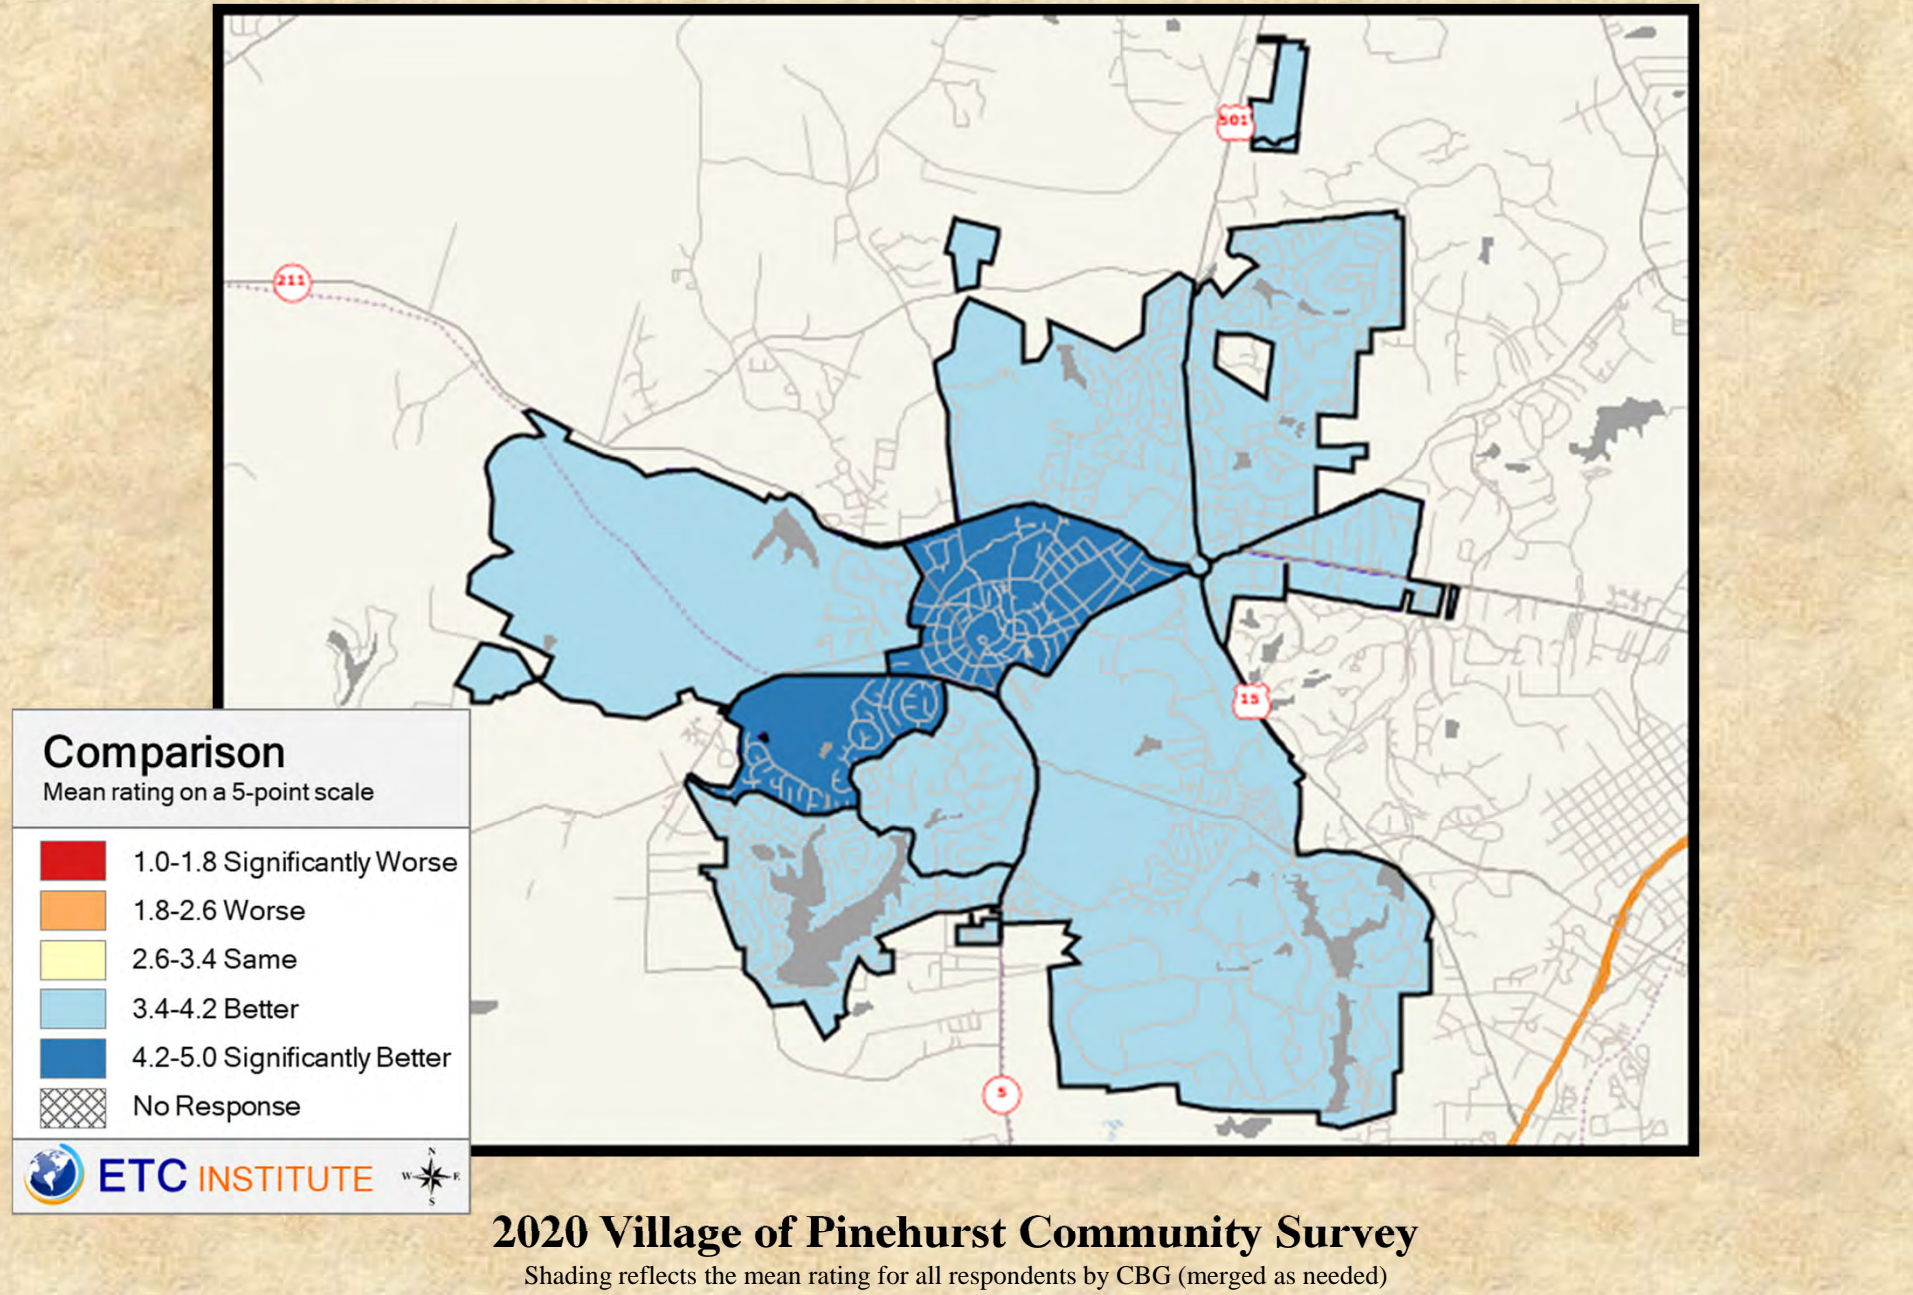 501
211
15
5
Comparison
Mean rating on a 5-point scale
1.0-1.8 Significantly Worse
1.8-2.6 Worse
2.6-3.4 Same
3.4-4.2 Better
4.2-5.0 Significantly Better
No Response
ETC INSTITUTE
N
W E
S
2020 Village of Pinehurst Community Survey
Shading reflects the mean rating for all respondents by CBG (merged as needed)